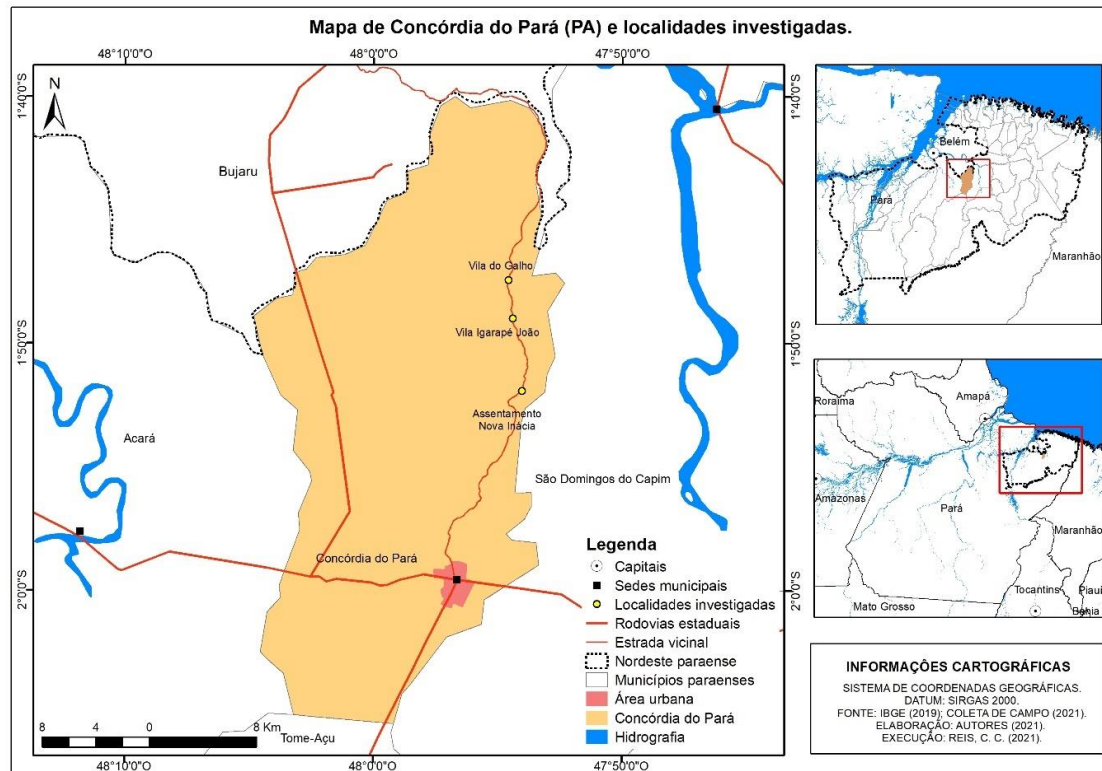 Mapa de Concórdia do Pará (PA) e localidades investigadas.
48°10'0"O
48°0'0"O
47°50'0"O
1°40'0"S
1°40'0"S
N
Bujaru
Vila do Galho
Vila Igarapé João
1°50'0"S
1°50'0"S
Assentamento
Nova Inácia
Acará
São Domingos do Capim
Concórdia do Pará
2°0'0"S
2°0'0"S
Tome-Açu
8 4 0 8 Km
48°10'0"O
48°0'0"O
47°50'0"O
Legenda
Capitais
Sedes municipais
Localidades investigadas
Rodovias estaduais
Estrada vicinal
Nordeste paraense
Municípios paraenses
Área urbana
Concórdia do Pará
Hidrografia
Belém
Pará
Maranhão
Roraima
Amapá
Amazonas
Pará
Maranhão
Tocantins
Piauí
Mato Grosso
Bahia
INFORMAÇÕES CARTOGRÁFICAS
SISTEMA DE COORDENADAS GEOGRÁFICAS.
DATUM: SIRGAS 2000.
FONTE: IBGE (2019); COLETA DE CAMPO (2021).
ELABORAÇÃO: AUTORES (2021).
EXECUÇÃO: REIS, C. C. (2021).